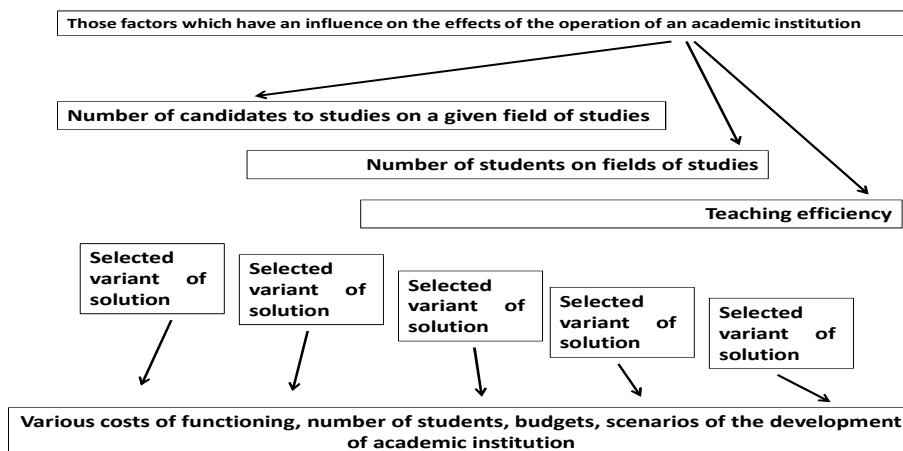 Those factors which have an influence on the effects of the operation of an academic institution
Number of candidates to studies on a given field of studies
Number of students on fields of studies
Teaching efficiency
Selected
variant of
solution
Selected
variant of
solution
Selected
variant of
solution
Selected
variant of
solution
Selected
variant of
solution
Various costs of functioning, number of students, budgets, scenarios of the development
of academic institution